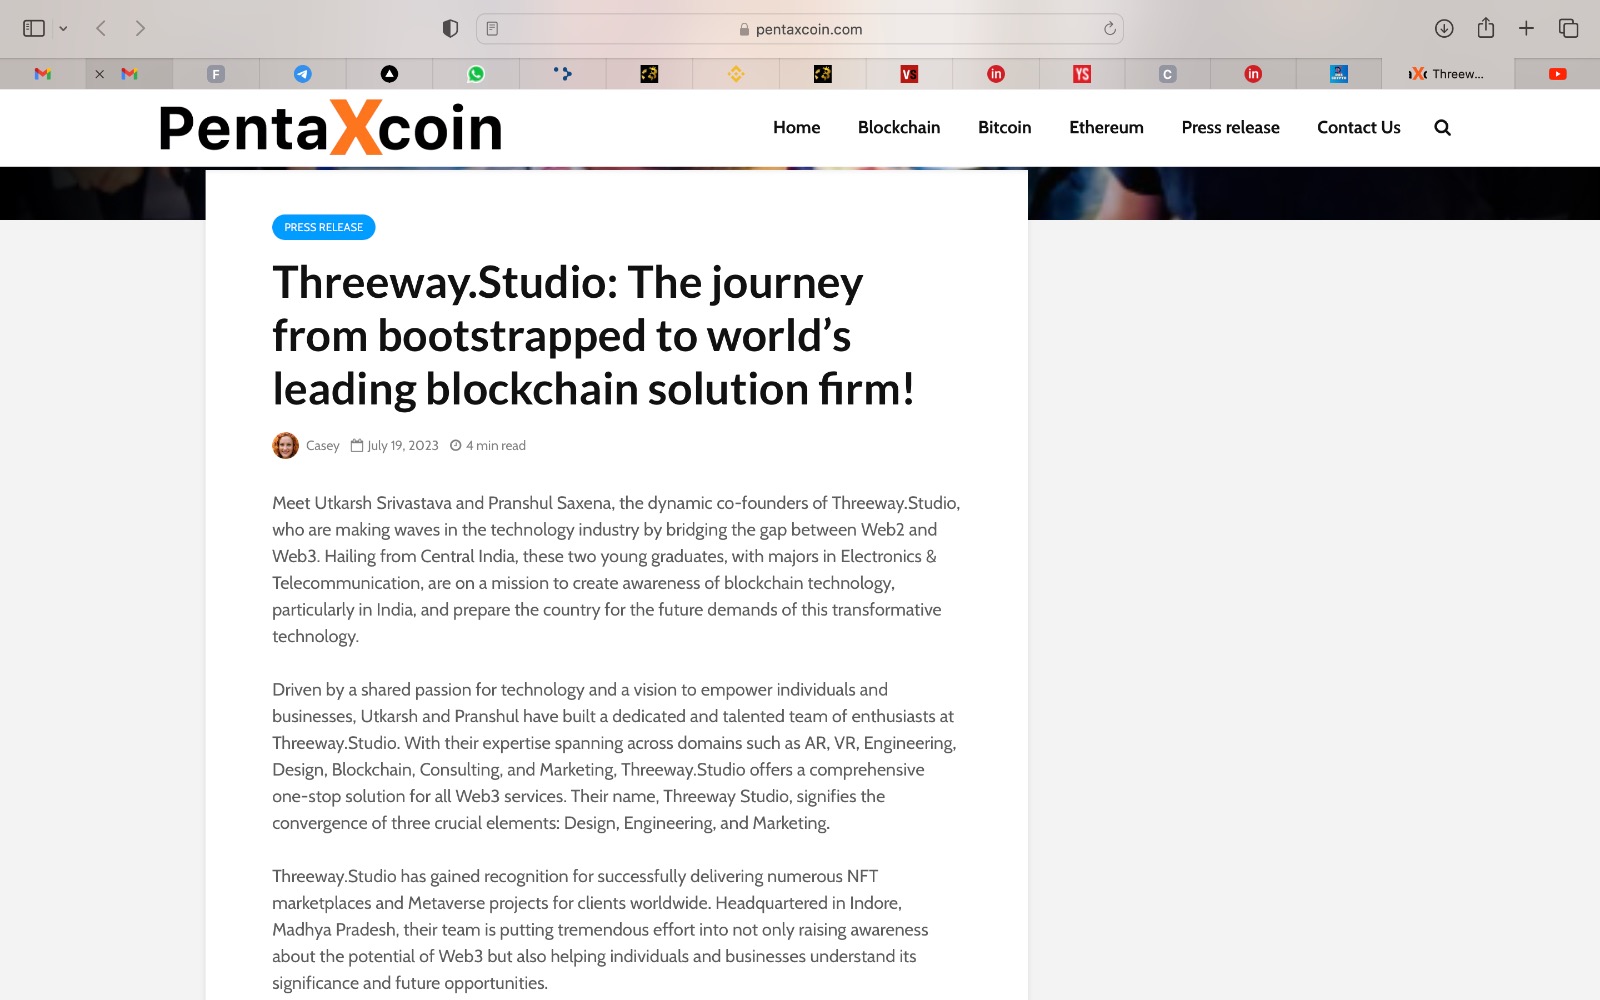 pentaxcoin.com
F
VS
in
YS
C
in
Threew...
PentaXcoin
Home
Blockchain
Bitcoin
Ethereum
Press release
Contact Us
PRESS RELEASE
Threeway.Studio: The journey
from bootstrapped to world’s
leading blockchain solution firm!
Casey
July 19, 2023
4 min read
Meet Utkarsh Srivastava and Pranshul Saxena, the dynamic co-founders of Threeway.Studio,
who are making waves in the technology industry by bridging the gap between Web2 and
Web3. Hailing from Central India, these two young graduates, with majors in Electronics &
Telecommunication, are on a mission to create awareness of blockchain technology,
particularly in India, and prepare the country for the future demands of this transformative
technology.
Driven by a shared passion for technology and a vision to empower individuals and
businesses, Utkarsh and Pranshul have built a dedicated and talented team of enthusiasts at
Threeway.Studio. With their expertise spanning across domains such as AR, VR, Engineering,
Design, Blockchain, Consulting, and Marketing, Threeway.Studio offers a comprehensive
one-stop solution for all Web3 services. Their name, Threeway Studio, signifies the
convergence of three crucial elements: Design, Engineering, and Marketing.
Threeway.Studio has gained recognition for successfully delivering numerous NFT
marketplaces and Metaverse projects for clients worldwide. Headquartered in Indore,
Madhya Pradesh, their team is putting tremendous effort into not only raising awareness
about the potential of Web3 but also helping individuals and businesses understand its
significance and future opportunities.